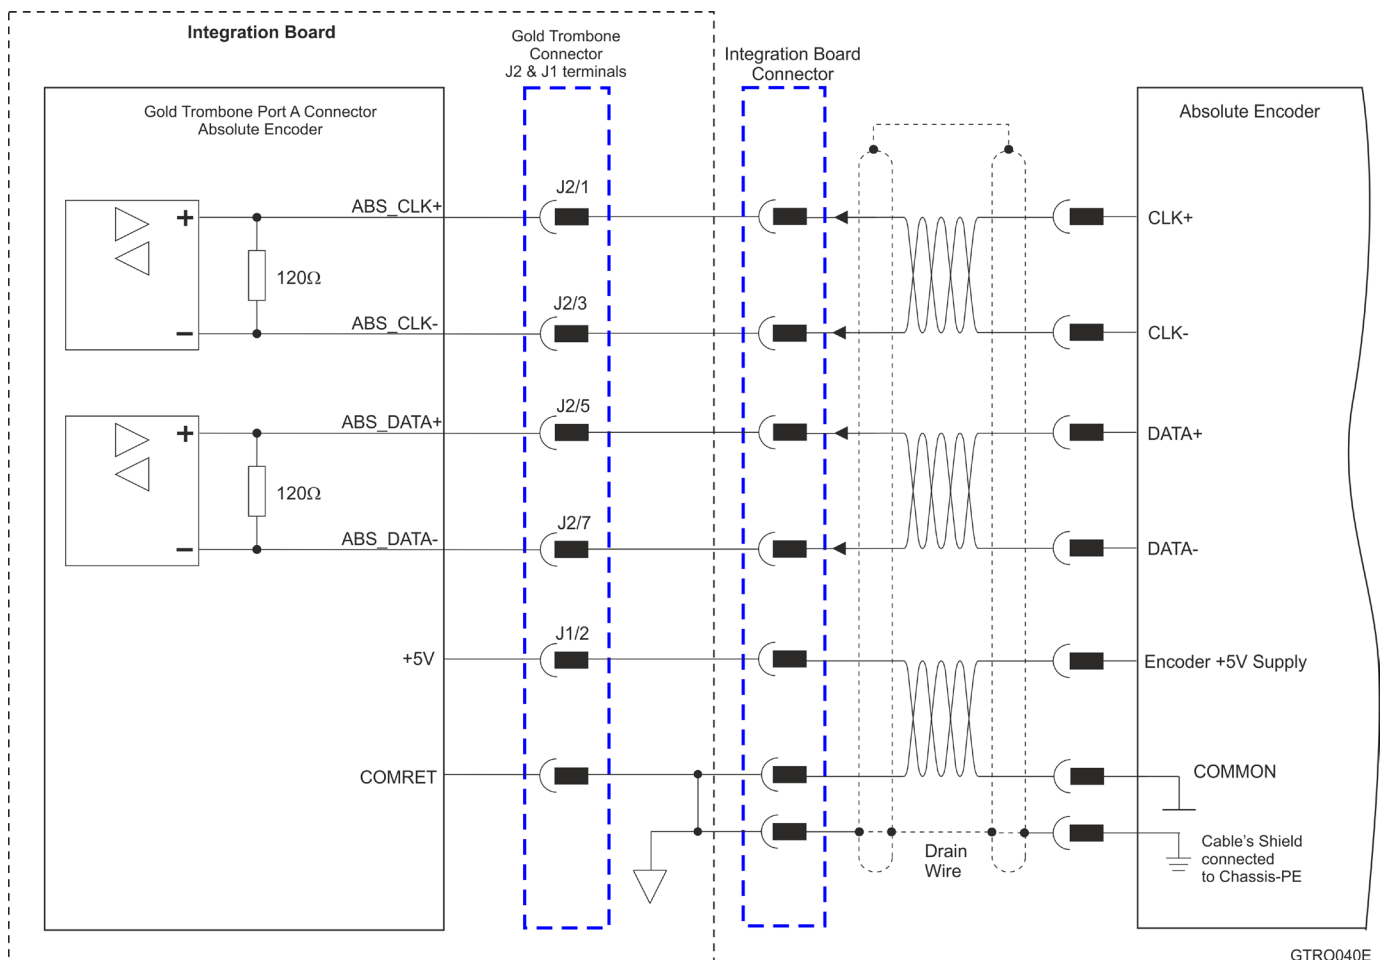 Integration Board
Gold Trombone
Connector
J2 & J1 terminals
Integration Board
Connector
Gold Trombone Port A Connector
Absolute Encoder
Absolute Encoder
ABS_CLK+
J2/1
CLK+
120Ω
ABS_CLK-
J2/3
CLK-
ABS_DATA+
J2/5
DATA+
120Ω
ABS_DATA-
J2/7
DATA-
+5V
J1/2
Encoder +5V Supply
COMRET
COMMON
Drain
Wire
Cable's Shield
connected
to Chassis-PE
GTRO040E